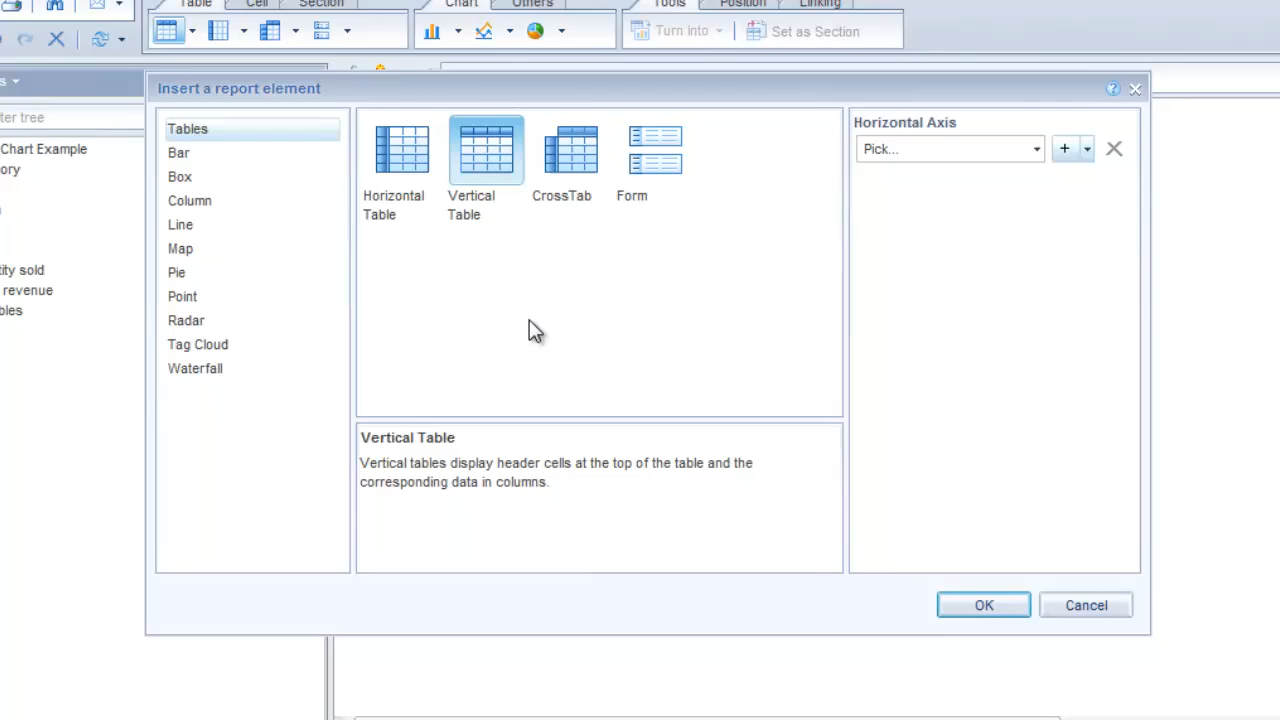 Table Cell Section Chart Others Tools Position Linking
Turn into Set as Section
s
Insert a report element
ter tree
Chart Example
ory
tity sold
revenue
bles
Tables
Bar
Box
Column
Line
Map
Pie
Point
Radar
Tag Cloud
Waterfall
Horizontal
Table
Vertical
Table
CrossTab
Form
Vertical Table
Vertical tables display header cells at the top of the table and the
corresponding data in columns.
Horizontal Axis
Pick...
OK Cancel